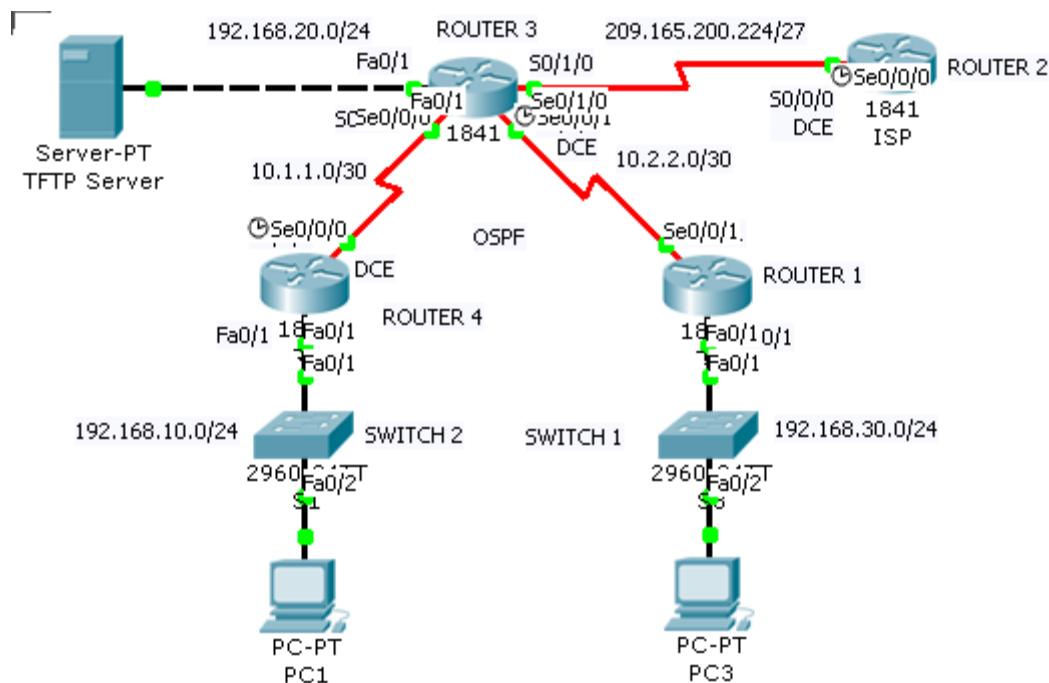 192.168.20.0/24
ROUTER 3
209.165.200.224/27
Fa0/1
S0/1/0
ROUTER 2
Se0/0/0
Fa0/1
Se0/1/0
S0/0/0
1841
Se0/0/0
Se0/0/1
DCE
ISP
1841
DCE
Server-PT
TFTP Server
10.1.1.0/30
10.2.2.0/30
Se0/0/0
OSPF
Se0/0/1
DCE
ROUTER 1
ROUTER 4
Fa0/1
Fa0/1
Fa0/1
0/1
Fa0/1
Fa0/1
192.168.10.0/24
SWITCH 2
SWITCH 1
192.168.30.0/24
Fa0/2
Fa0/2
PC-PT
PC1
PC-PT
PC3